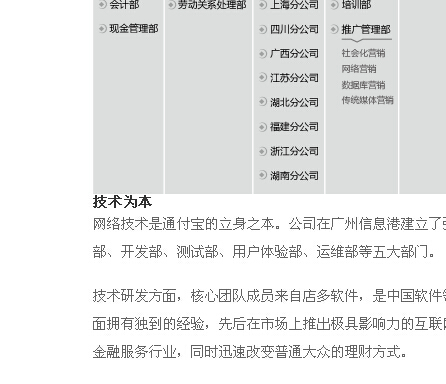 会计部
劳动关系处理部
上海分公司
培训部
现金管理部
四川分公司
推广管理部
广西分公司
社会化营销
网络营销
江苏分公司
数据库营销
湖北分公司
传统媒体营销
福建分公司
浙江分公司
湖南分公司
技术为本
网络技术是通付宝的立身之本。公司在广州信息港建立了
部、开发部、测试部、用户体验部、运维部等五大部门。
技术研发方面，核心团队成员来自店多软件，是中国软件
面拥有独到的经验，先后在市场上推出极具影响力的互联
金融服务行业，同时迅速改变普通大众的理财方式。